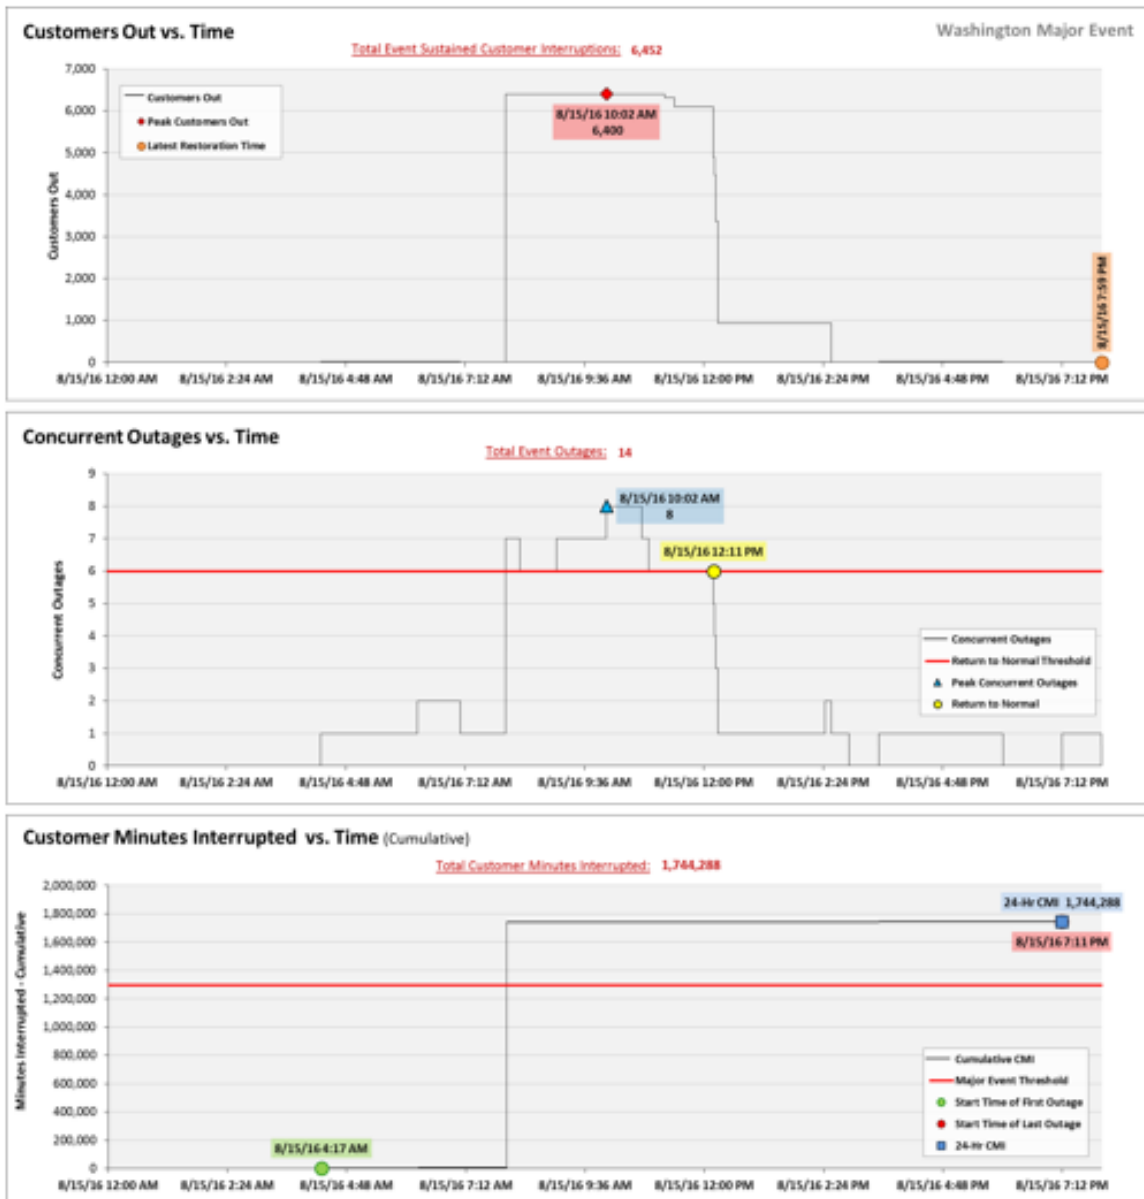 Customers Out vs. Time
Washington Major Event
Total Event Sustained Customer Interruptions: 6,452
7,000
6,000
5,000
4,000
3,000
2,000
1,000
0
Customers Out
Customers Out
Peak Customers Out
Latest Restoration Time
8/15/16 10:02 AM
6,400
8/15/16 7:59 PM
8/15/16 12:00 AM 8/15/16 2:24 AM 8/15/16 4:48 AM 8/15/16 7:12 AM 8/15/16 9:36 AM 8/15/16 12:00 PM 8/15/16 2:24 PM 8/15/16 4:48 PM 8/15/16 7:12 PM
Concurrent Outages vs. Time
Total Event Outages: 14
9
8
7
6
5
4
3
2
1
0
Concurrent Outages
8/15/16 10:02 AM
8
8/15/16 12:11 PM
Concurrent Outages
Return to Normal Threshold
Peak Concurrent Outages
Return to Normal
8/15/16 12:00 AM 8/15/16 2:24 AM 8/15/16 4:48 AM 8/15/16 7:12 AM 8/15/16 9:36 AM 8/15/16 12:00 PM 8/15/16 2:24 PM 8/15/16 4:48 PM 8/15/16 7:12 PM
Customer Minutes Interrupted vs. Time (Cumulative)
Total Customer Minutes Interrupted: 1,744,288
2,000,000
1,800,000
1,600,000
1,400,000
1,200,000
1,000,000
800,000
600,000
400,000
200,000
0
Minutes Interrupted - Cumulative
24-Hr CMI 1,744,288
8/15/16 7:11 PM
Cumulative CMI
Major Event Threshold
Start Time of First Outage
Start Time of Last Outage
24-Hr CMI
8/15/16 4:17 AM
8/15/16 12:00 AM 8/15/16 2:24 AM 8/15/16 4:48 AM 8/15/16 7:12 AM 8/15/16 9:36 AM 8/15/16 12:00 PM 8/15/16 2:24 PM 8/15/16 4:48 PM 8/15/16 7:12 PM